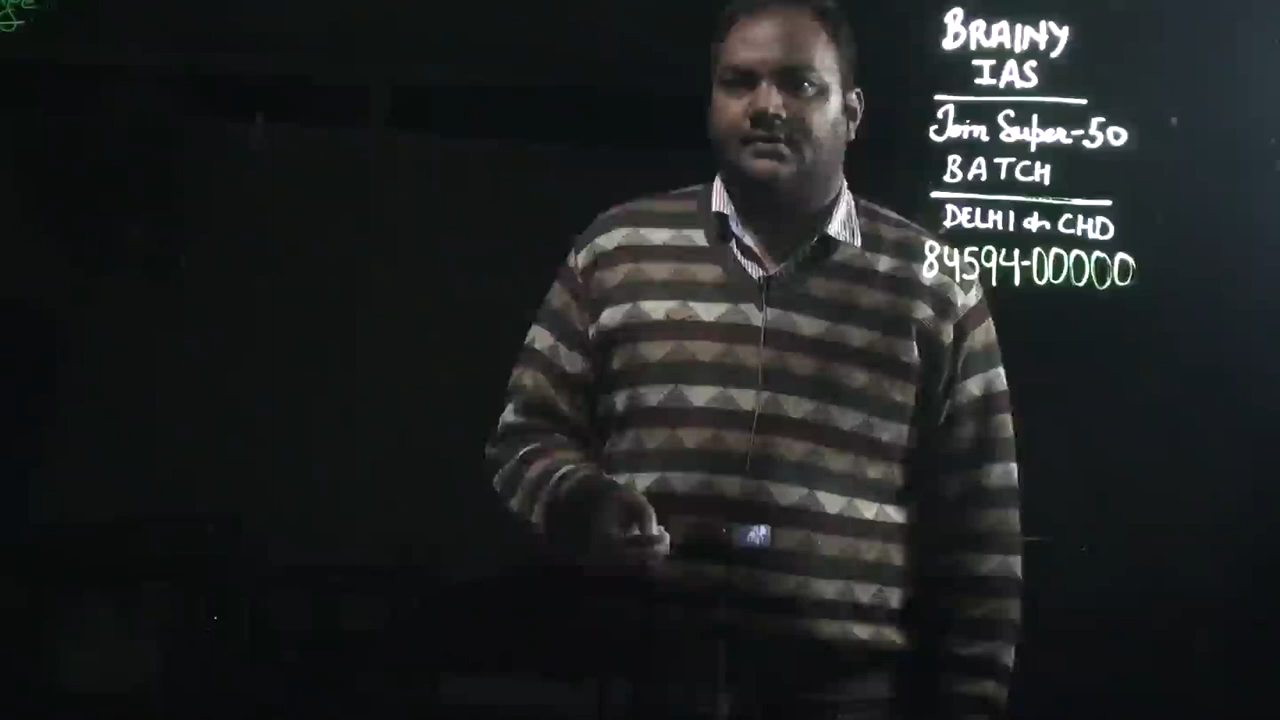 BRAINY
IAS
Join Super-50
BATCH
DELHI & CHD
84594-00000